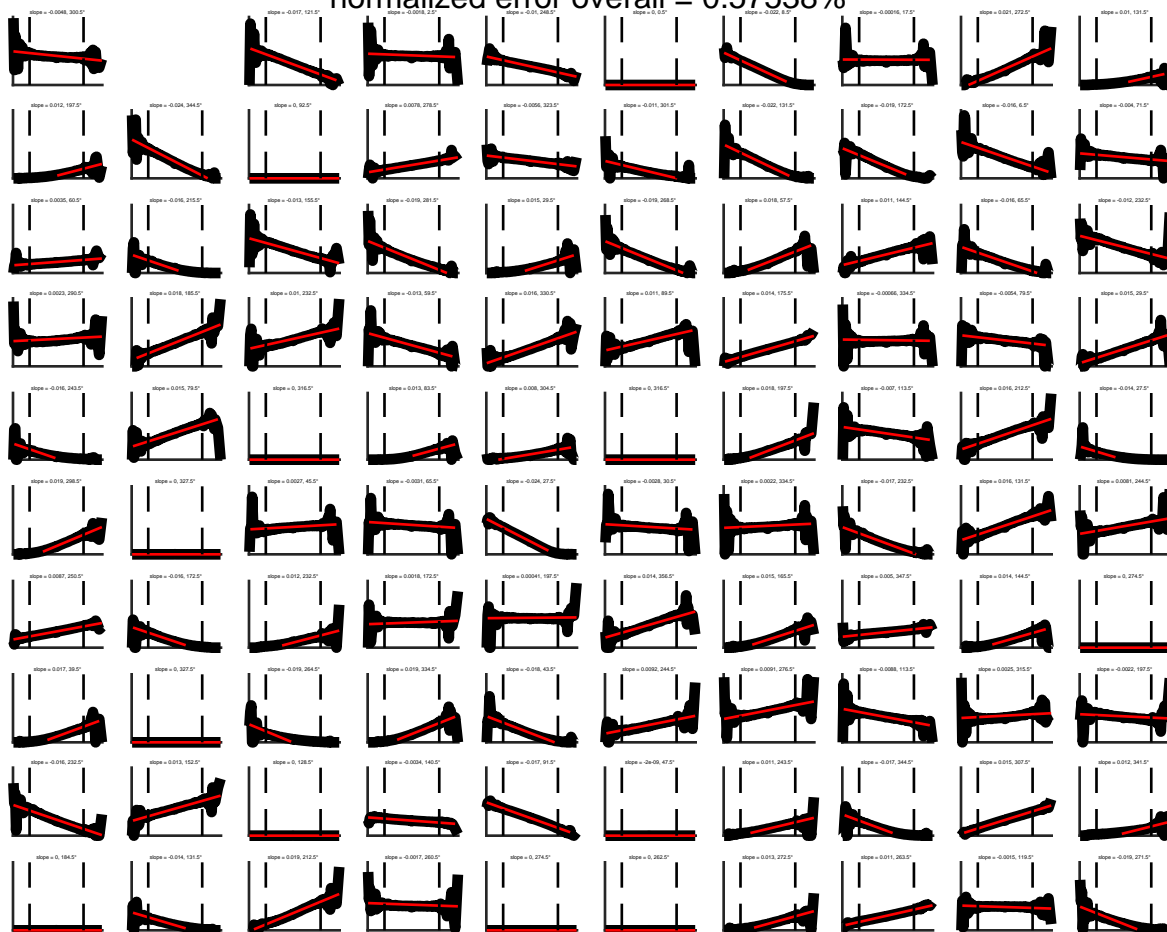 normalized error overall = 0.57538%
slope = -0.0048, 300.5° slope = -0.017, 121.5° slope = -0.0018, 2.5° slope = -0.01, 248.5° slope = 0, 0.5° slope = -0.022, 8.5° slope = -0.00016, 17.5° slope = 0.021, 272.5° slope = 0.01, 131.5°
slope = 0.012, 197.5° slope = -0.024, 344.5° slope = 0, 92.5° slope = 0.0078, 278.5° slope = -0.0056, 323.5° slope = -0.011, 301.5° slope = -0.022, 131.5° slope = -0.019, 172.5° slope = -0.016, 6.5° slope = -0.004, 71.5°
slope = 0.0035, 60.5° slope = -0.016, 215.5° slope = -0.013, 155.5° slope = -0.019, 281.5° slope = 0.015, 29.5° slope = -0.019, 268.5° slope = 0.018, 57.5° slope = 0.011, 144.5° slope = -0.016, 65.5° slope = -0.012, 232.5°
slope = 0.0023, 290.5° slope = 0.018, 185.5° slope = 0.01, 232.5° slope = -0.013, 59.5° slope = 0.016, 330.5° slope = 0.011, 89.5° slope = 0.014, 175.5° slope = -0.00066, 334.5° slope = -0.0054, 79.5° slope = 0.015, 29.5°
slope = -0.016, 243.5° slope = 0.015, 79.5° slope = 0, 316.5° slope = 0.013, 83.5° slope = 0.008, 304.5° slope = 0, 316.5° slope = 0.018, 197.5° slope = -0.007, 113.5° slope = 0.016, 212.5° slope = -0.014, 27.5°
slope = 0.019, 298.5° slope = 0, 327.5° slope = 0.0027, 45.5° slope = -0.0031, 65.5° slope = -0.024, 27.5° slope = -0.0028, 30.5° slope = 0.0022, 334.5° slope = -0.017, 232.5° slope = 0.016, 131.5° slope = 0.0081, 244.5°
slope = 0.0087, 250.5° slope = -0.016, 172.5° slope = 0.012, 232.5° slope = 0.0018, 172.5° slope = 0.00041, 197.5° slope = 0.014, 356.5° slope = 0.015, 165.5° slope = 0.005, 347.5° slope = 0.014, 144.5° slope = 0, 274.5°
slope = 0.017, 39.5° slope = 0, 327.5° slope = -0.019, 264.5° slope = 0.019, 334.5° slope = -0.018, 43.5° slope = 0.0092, 244.5° slope = 0.0091, 276.5° slope = -0.0088, 113.5° slope = 0.0025, 315.5° slope = -0.0022, 197.5°
slope = -0.016, 232.5° slope = 0.013, 152.5° slope = 0, 128.5° slope = -0.0034, 140.5° slope = -0.017, 91.5° slope = -2e-09, 47.5° slope = 0.011, 243.5° slope = -0.017, 344.5° slope = 0.015, 307.5° slope = 0.012, 341.5°
slope = 0, 184.5° slope = -0.014, 131.5° slope = 0.019, 212.5° slope = -0.0017, 260.5° slope = 0, 274.5° slope = 0, 262.5° slope = 0.013, 272.5° slope = 0.011, 263.5° slope = -0.0015, 119.5° slope = -0.019, 271.5°